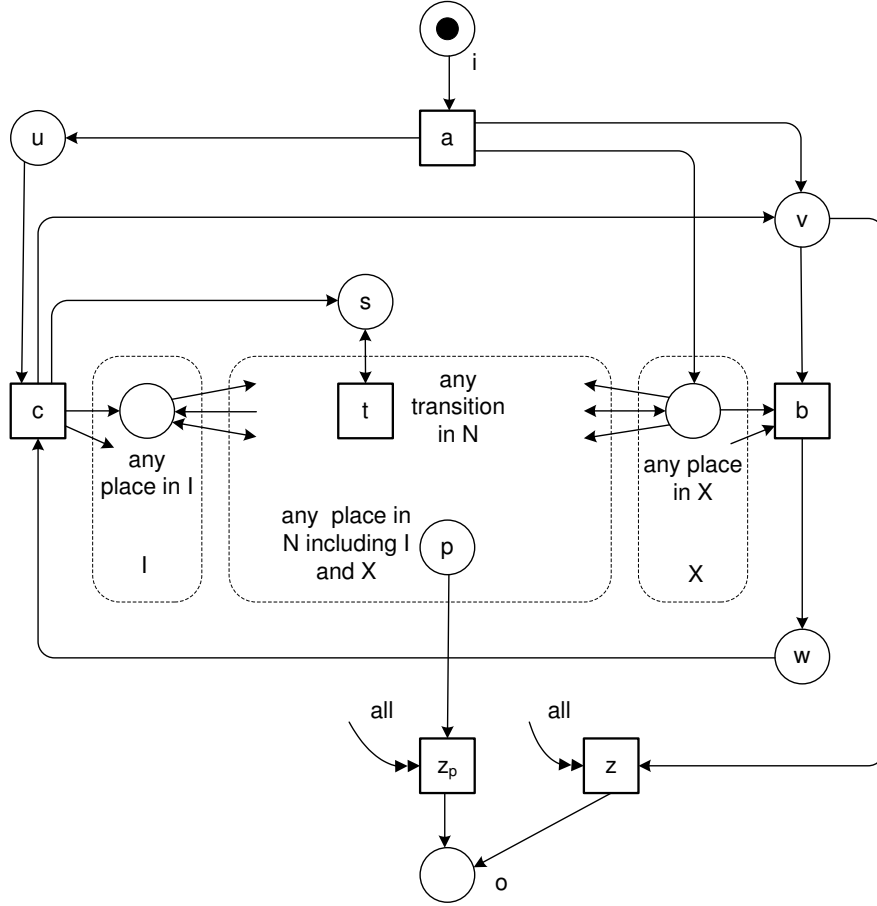 i
a
u
v
s
c
t
any
transition
in N
b
any
place in I
any place
in X
any place in
N including I
and X
p
I
X
w
all
all
zp
z
o